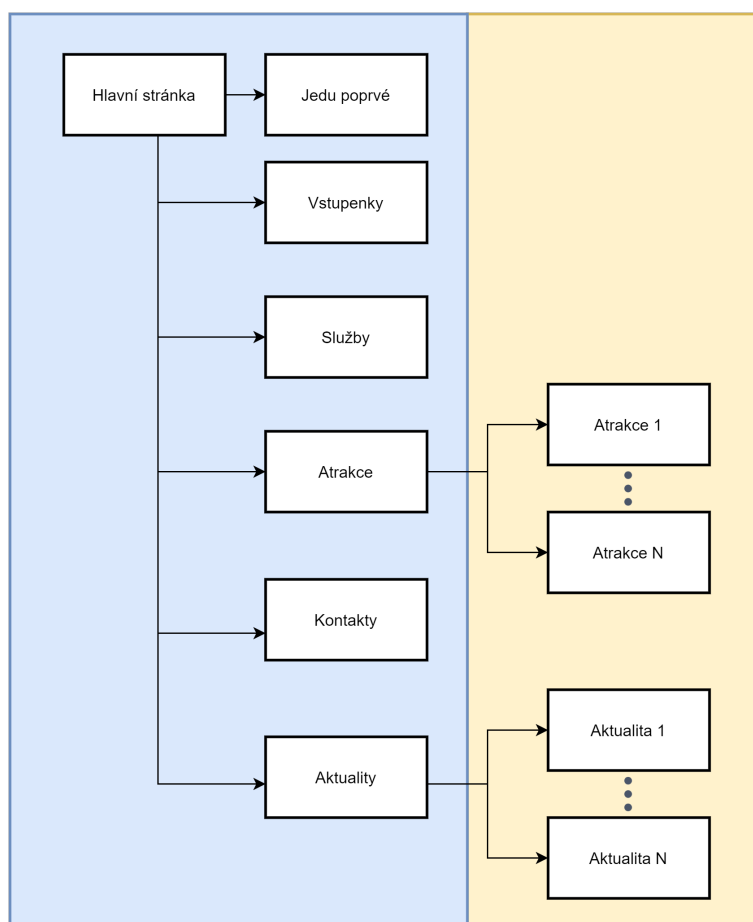 Hlavní stránka
Jedu poprvé
Vstupenky
Služby
Atrakce
Atrakce 1
Atrakce N
Kontakty
Aktuality
Aktualita 1
Aktualita N